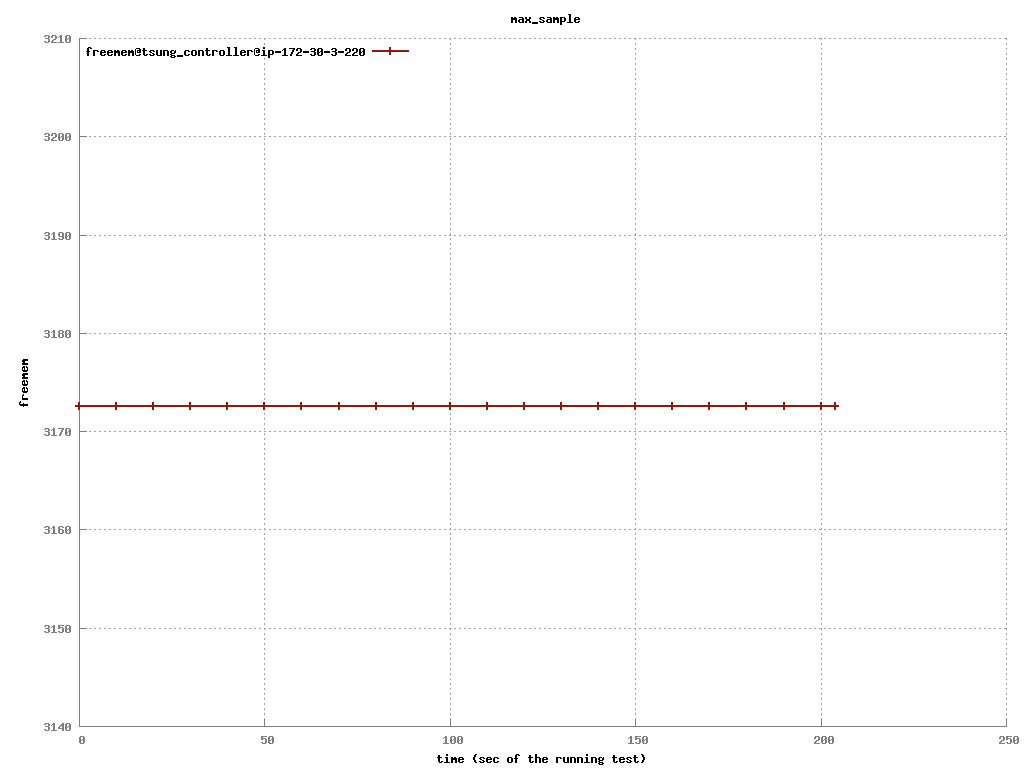 max_sample
freemem@tsung_controller@ip-172-30-3-220
3210
3200
3190
3180
3170
3160
3150
3140
freemem
0 50 100 150 200 250
time (sec of the running test)